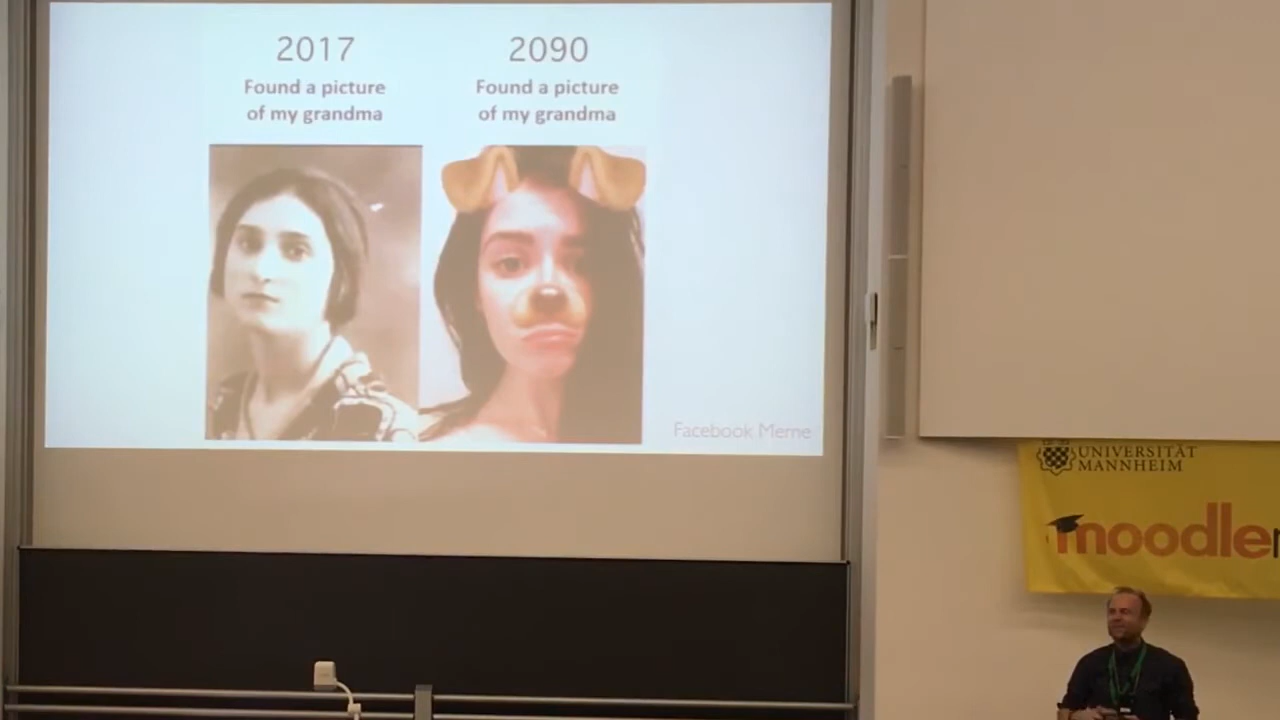 2017
Found a picture
of my grandma
2090
Found a picture
of my grandma
Facebook Meme
UNIVERSITÄT
MANNHEIM
moodle